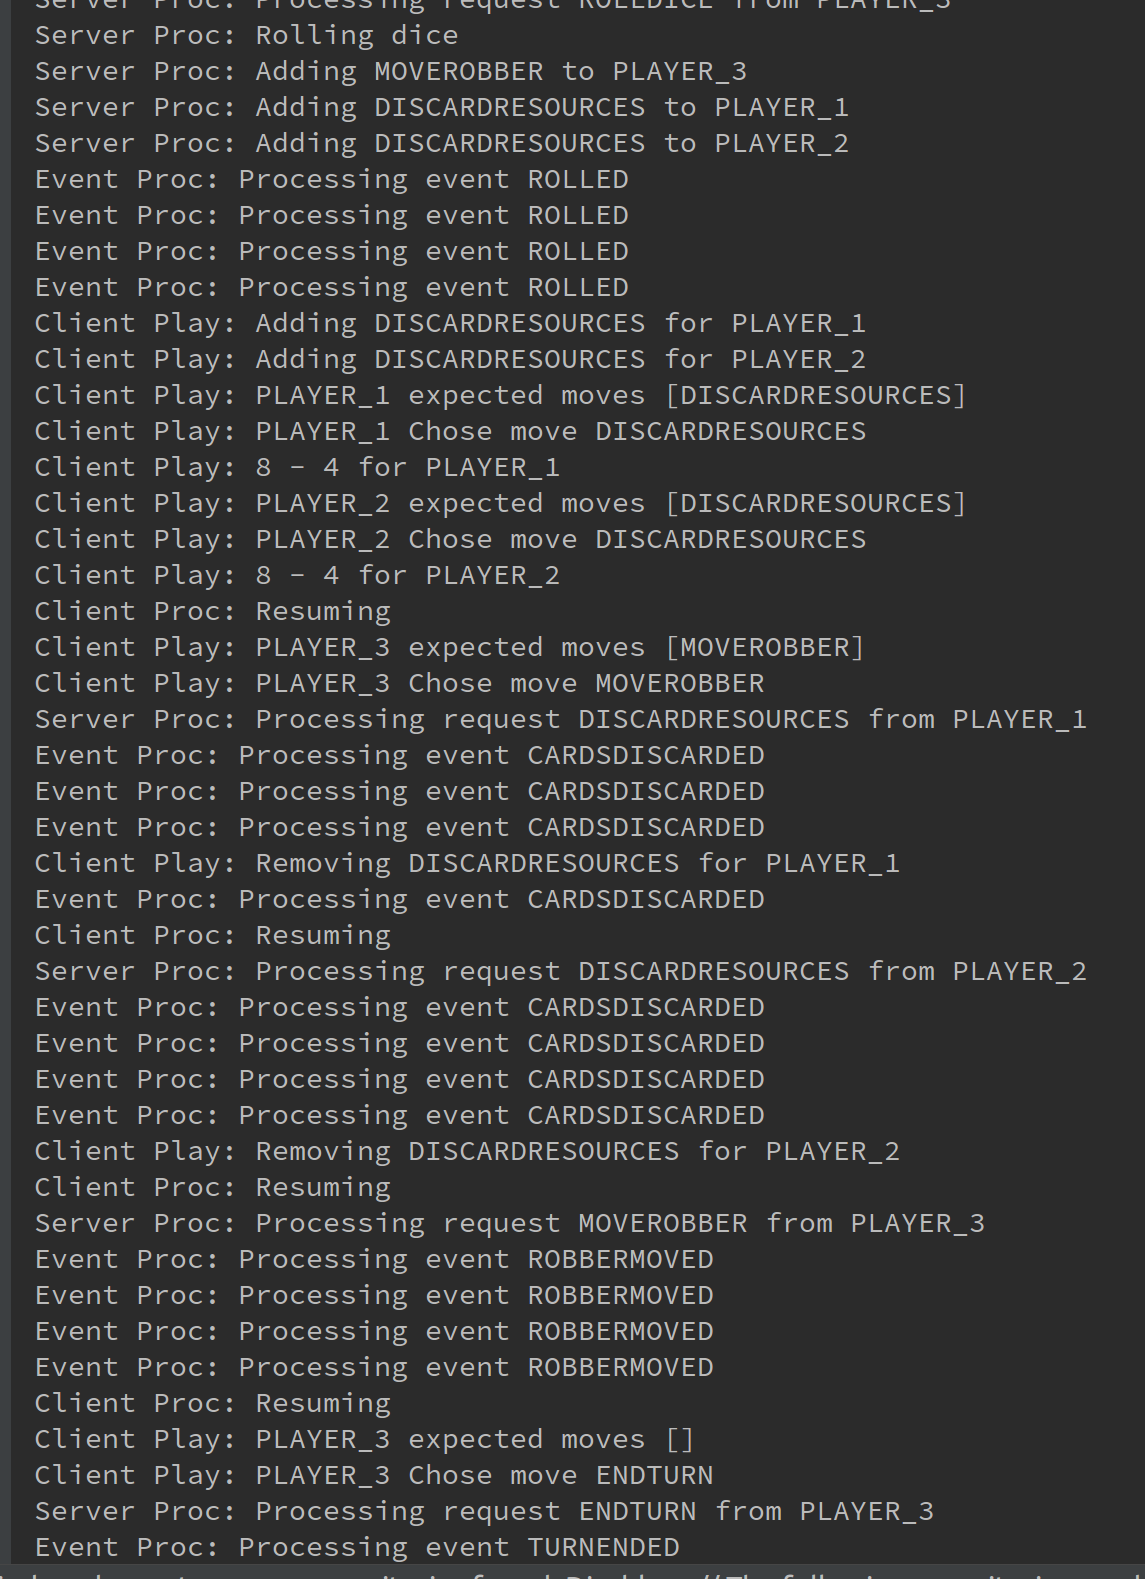 Server Proc: Processing request ROLLDICE from PLAYER_3
Server Proc: Rolling dice
Server Proc: Adding MOVEROBBER to PLAYER_3
Server Proc: Adding DISCARDRESOURCES to PLAYER_1
Server Proc: Adding DISCARDRESOURCES to PLAYER_2
Event Proc: Processing event ROLLED
Event Proc: Processing event ROLLED
Event Proc: Processing event ROLLED
Event Proc: Processing event ROLLED
Client Play: Adding DISCARDRESOURCES for PLAYER_1
Client Play: Adding DISCARDRESOURCES for PLAYER_2
Client Play: PLAYER_1 expected moves [DISCARDRESOURCES]
Client Play: PLAYER_1 Chose move DISCARDRESOURCES
Client Play: 8 - 4 for PLAYER_1
Client Play: PLAYER_2 expected moves [DISCARDRESOURCES]
Client Play: PLAYER_2 Chose move DISCARDRESOURCES
Client Play: 8 - 4 for PLAYER_2
Client Proc: Resuming
Client Play: PLAYER_3 expected moves [MOVEROBBER]
Client Play: PLAYER_3 Chose move MOVEROBBER
Server Proc: Processing request DISCARDRESOURCES from PLAYER_1
Event Proc: Processing event CARDSDISCARDED
Event Proc: Processing event CARDSDISCARDED
Event Proc: Processing event CARDSDISCARDED
Client Play: Removing DISCARDRESOURCES for PLAYER_1
Event Proc: Processing event CARDSDISCARDED
Client Proc: Resuming
Server Proc: Processing request DISCARDRESOURCES from PLAYER_2
Event Proc: Processing event CARDSDISCARDED
Event Proc: Processing event CARDSDISCARDED
Event Proc: Processing event CARDSDISCARDED
Event Proc: Processing event CARDSDISCARDED
Client Play: Removing DISCARDRESOURCES for PLAYER_2
Client Proc: Resuming
Server Proc: Processing request MOVEROBBER from PLAYER_3
Event Proc: Processing event ROBBERMOVED
Event Proc: Processing event ROBBERMOVED
Event Proc: Processing event ROBBERMOVED
Event Proc: Processing event ROBBERMOVED
Client Proc: Resuming
Client Play: PLAYER_3 expected moves []
Client Play: PLAYER_3 Chose move ENDTURN
Server Proc: Processing request ENDTURN from PLAYER_3
Event Proc: Processing event TURNENDED